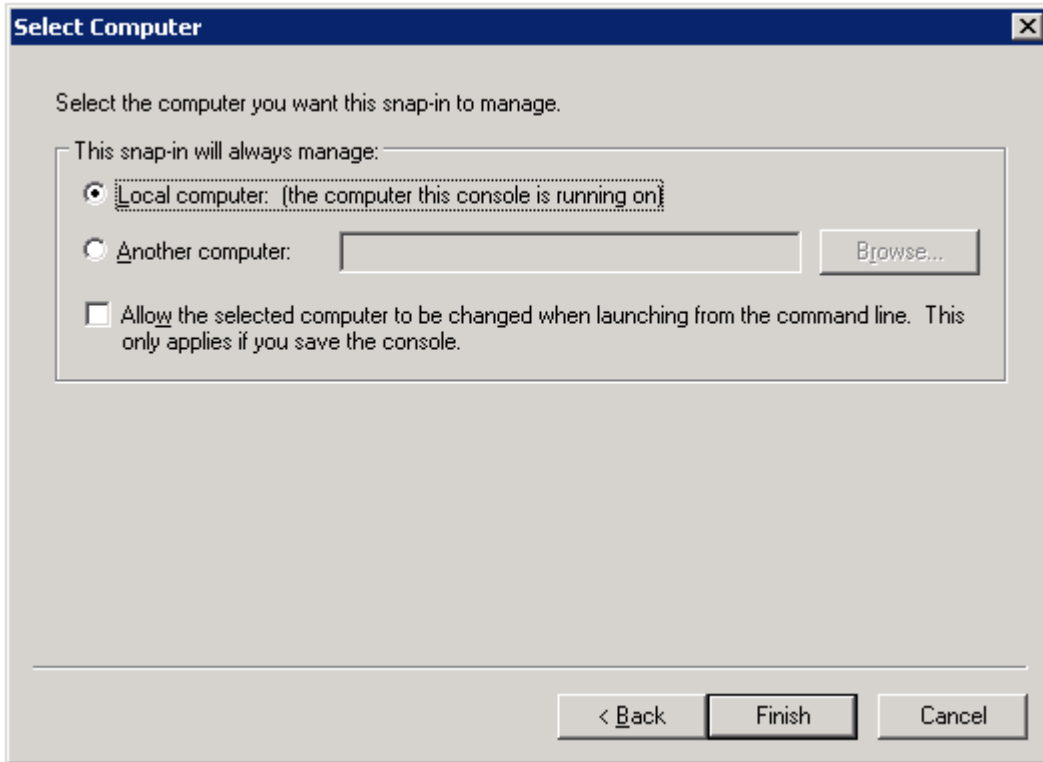 Select Computer
Select the computer you want this snap-in to manage.
This snap-in will always manage:
Local computer:  (the computer this console is running on)
Another computer:
Browse...
Allow the selected computer to be changed when launching from the command line.  This
only applies if you save the console.
< Back
Finish
Cancel